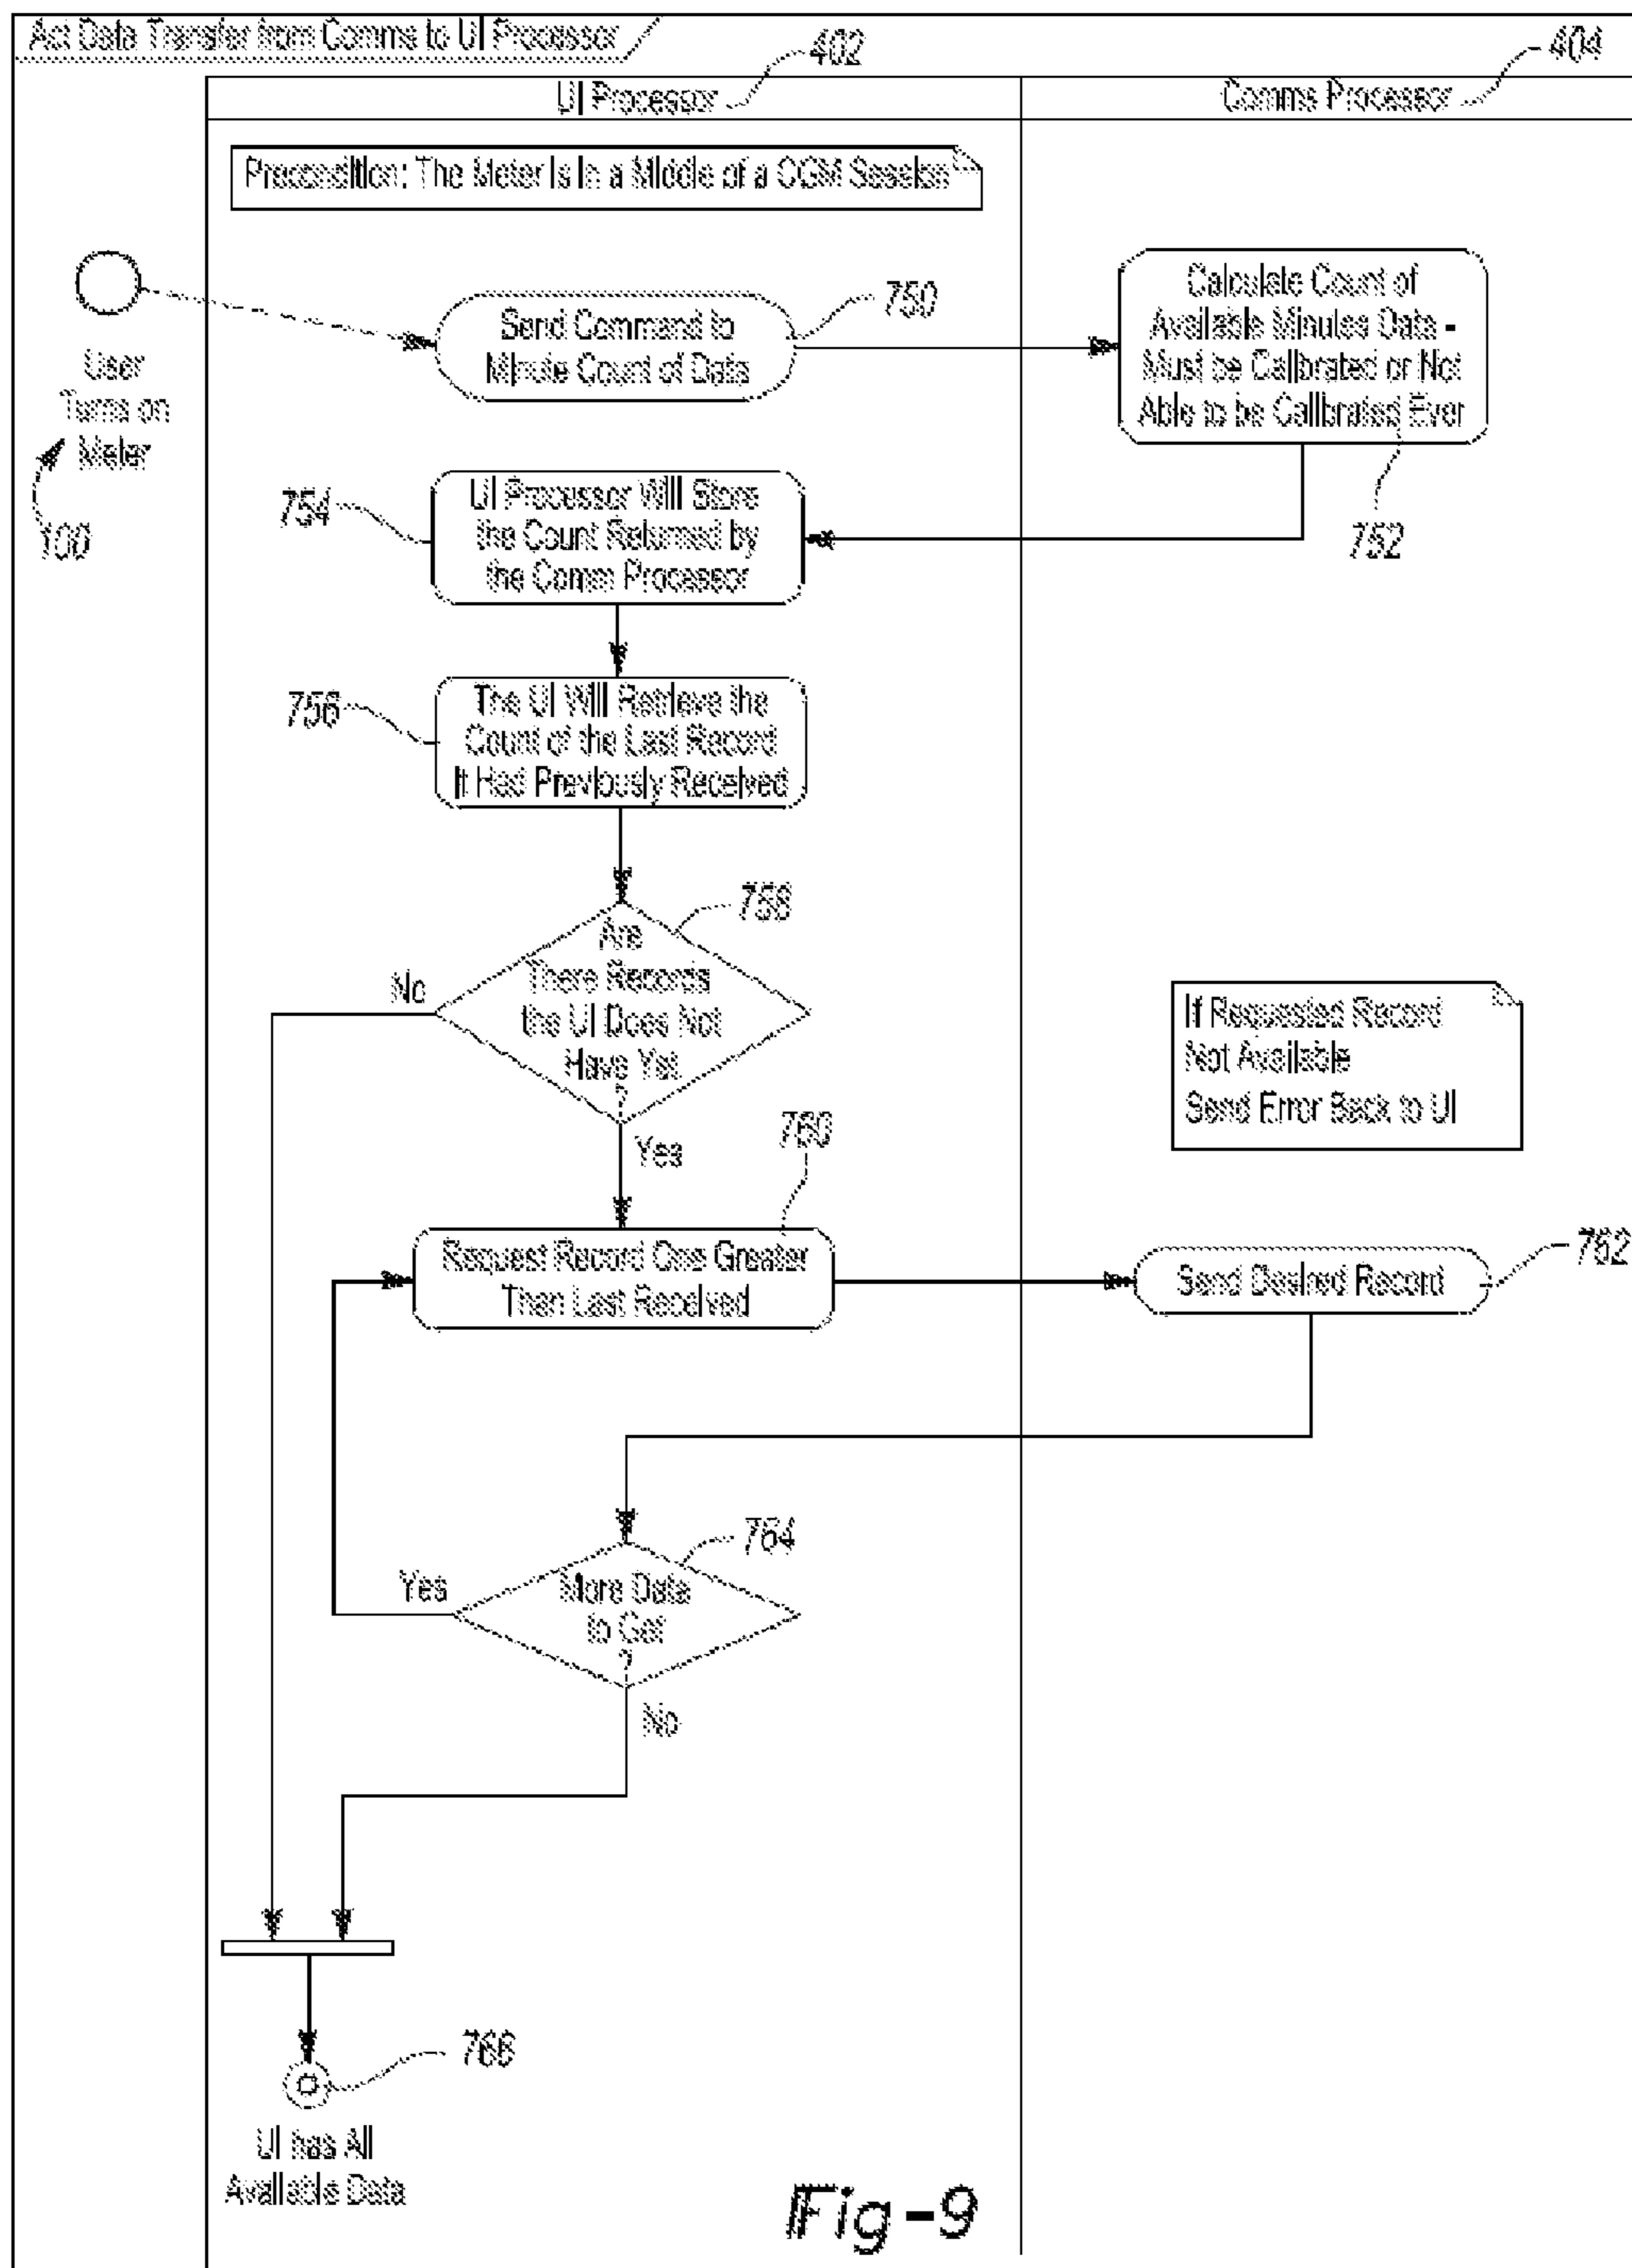 Act Data Transfer from Comms to UI Processor
402
404
UI Processor
Comms Processor
Precondition: The Meter is in a Middle of a CGM Session
User
Turns on
Meter
100
Send Command to
Minute Count of Data
750
Calculate Count of
Available Minutes Data -
Must be Calibrated or Not
Able to be Calibrated Ever
752
754
UI Processor Will Store
the Count Returned by
the Comm Processor
756
The UI Will Retrieve the
Count of the Last Record
It Had Previously Received
758
Are
There Records
the UI Does Not
Have Yet
?
No
Yes
If Requested Record
Not Available
Send Error Back to UI
760
Request Record One Greater
Then Last Received
762
Send Desired Record
764
More Data
to Get
?
Yes
No
766
UI has All
Available Data
Fig-9